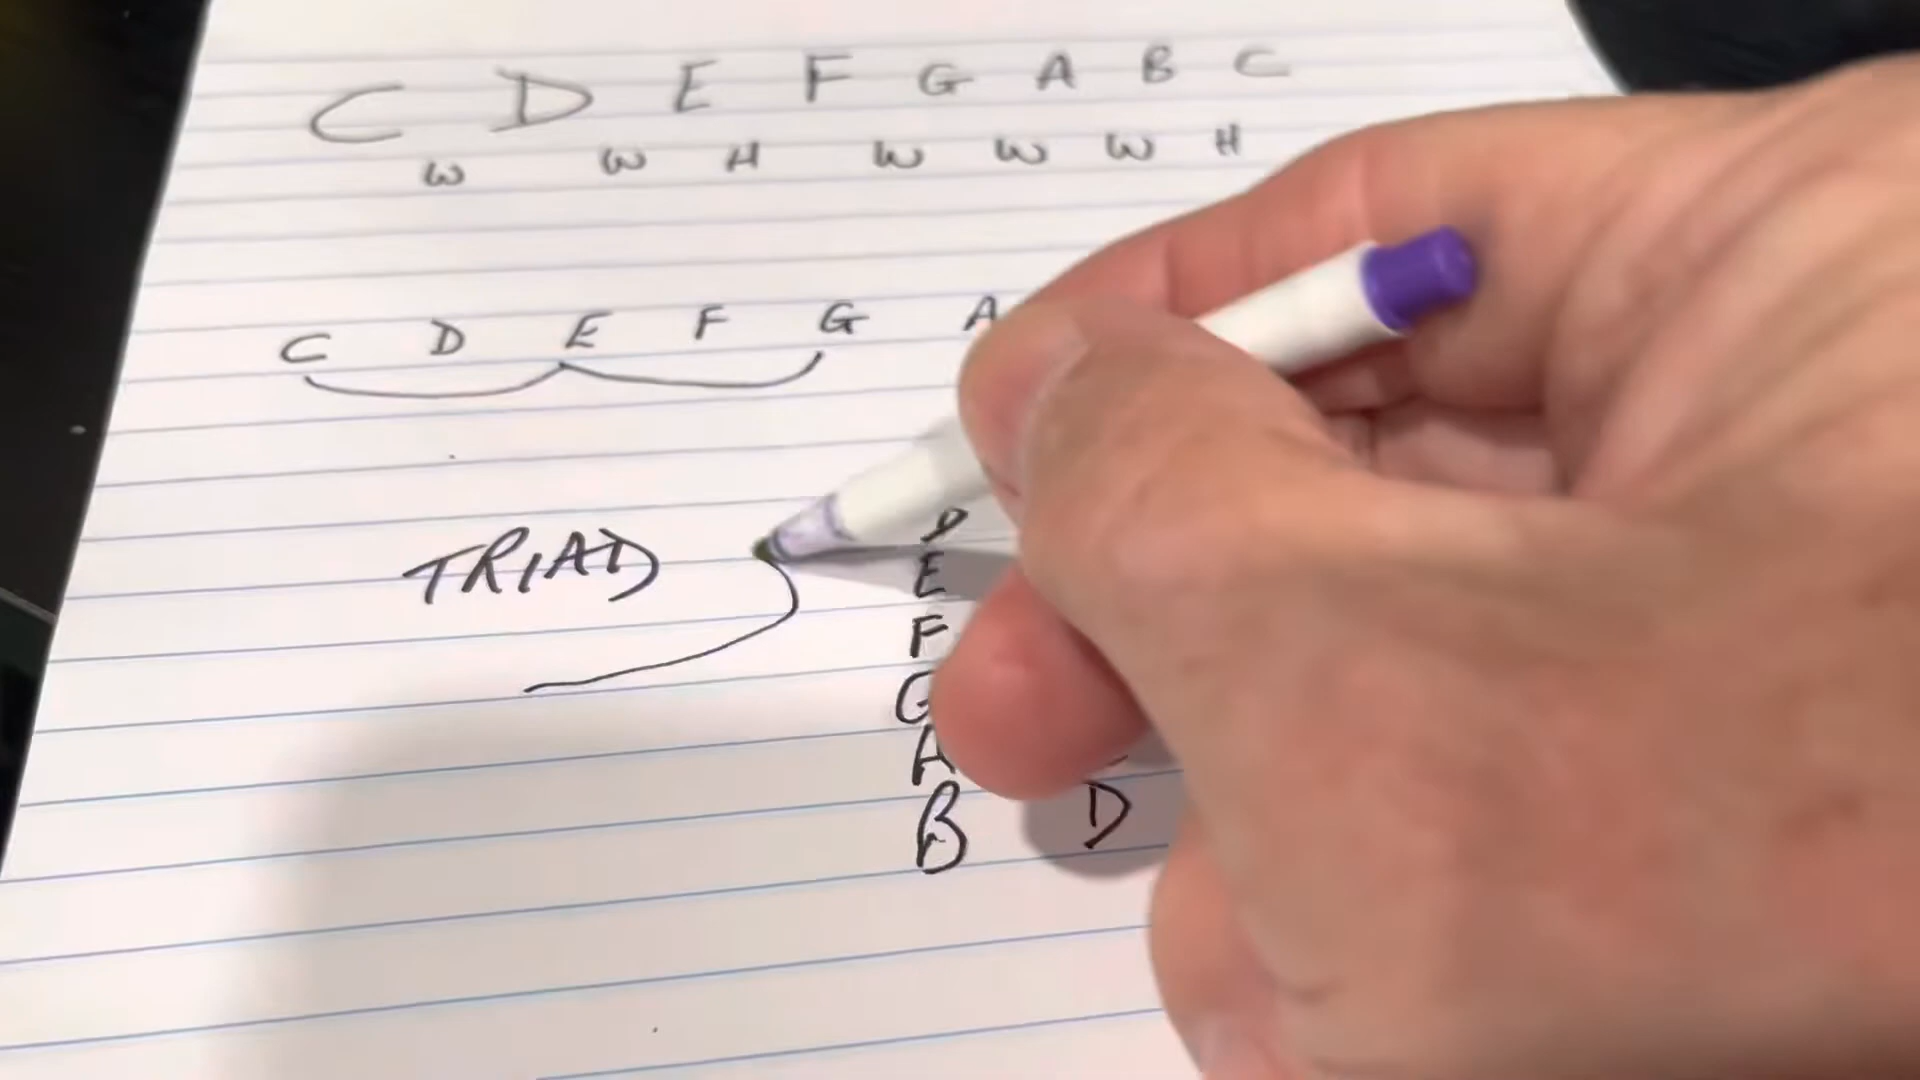 C D E F G A B C
W W H W W W H
C D E F G A
TRIAD
D
E
F
G
A
B D